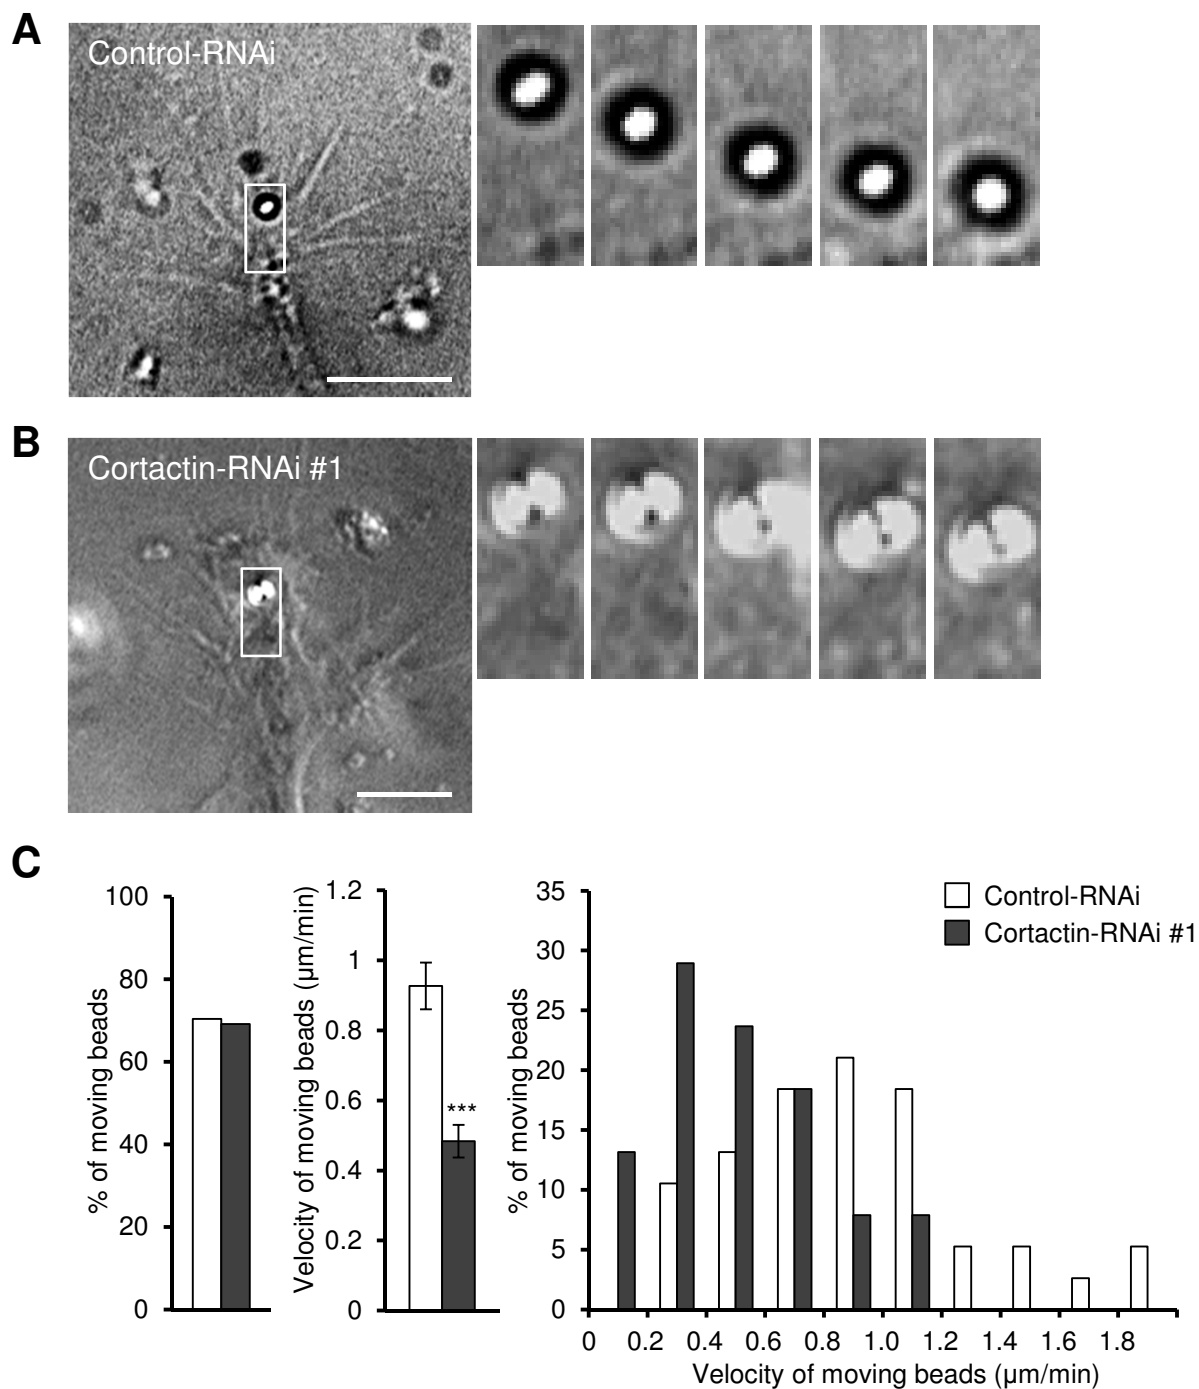 A
Control-RNAi
B
Cortactin-RNAi #1
C
100
80
60
40
20
0
% of moving beads
1.2
1
0.8
0.6
0.4
0.2
0
Velocity of moving beads (µm/min)
***
35
30
25
20
15
10
5
0
% of moving beads
Control-RNAi
Cortactin-RNAi #1
0 0.2 0.4 0.6 0.8 1.0 1.2 1.4 1.6 1.8
Velocity of moving beads (µm/min)